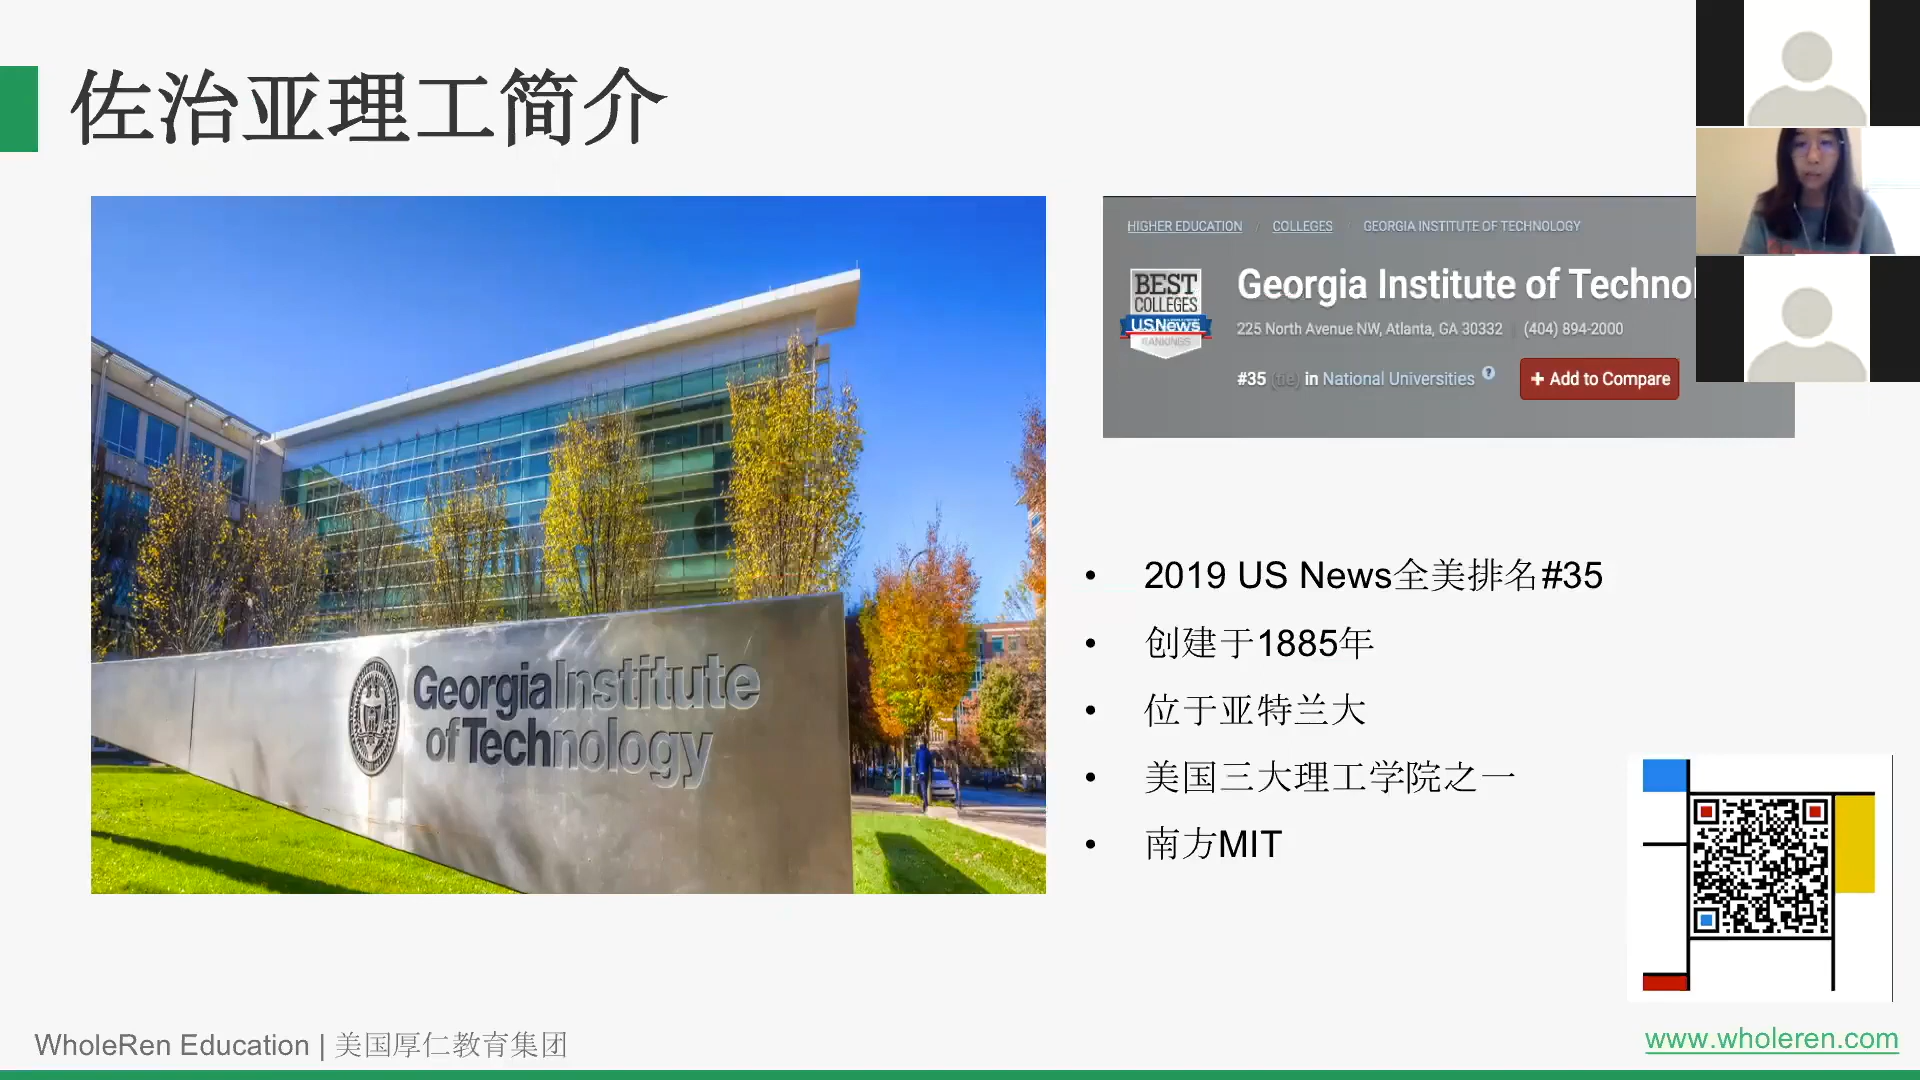 佐治亚理工简介
HIGHER EDUCATION / COLLEGES / GEORGIA INSTITUTE OF TECHNOLOGY
BEST
COLLEGES
U.S.News
RANKINGS
Georgia Institute of Techno
225 North Avenue NW, Atlanta, GA 30332 | (404) 894-2000
#35 (tie) in National Universities ?
+ Add to Compare
Georgia Institute
of Technology
• 2019 US News全美排名#35
• 创建于1885年
• 位于亚特兰大
• 美国三大理工学院之一
• 南方MIT
WholeRen Education | 美国厚仁教育集团
www.wholeren.com